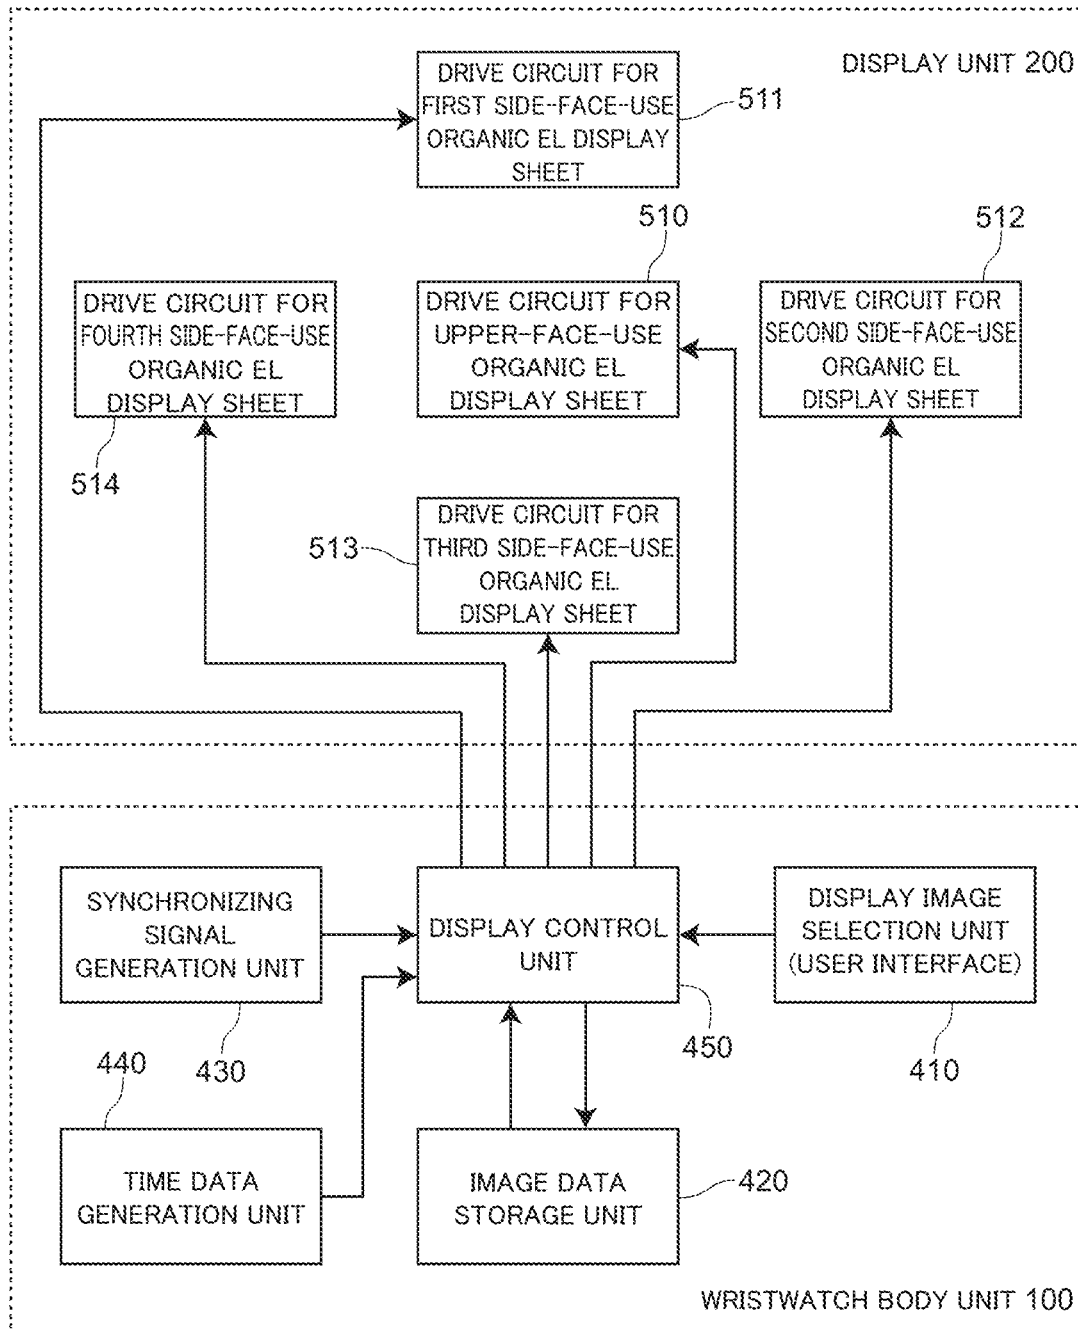 DISPLAY UNIT 200
DRIVE CIRCUIT FOR
FIRST SIDE-FACE-USE
ORGANIC EL DISPLAY
SHEET
511
510
512
DRIVE CIRCUIT FOR
FOURTH SIDE-FACE-USE
ORGANIC EL
DISPLAY SHEET
DRIVE CIRCUIT FOR
UPPER-FACE-USE
ORGANIC EL
DISPLAY SHEET
DRIVE CIRCUIT FOR
SECOND SIDE-FACE-USE
ORGANIC EL
DISPLAY SHEET
514
513
DRIVE CIRCUIT FOR
THIRD SIDE-FACE-USE
ORGANIC EL
DISPLAY SHEET
SYNCHRONIZING
SIGNAL
GENERATION UNIT
DISPLAY CONTROL
UNIT
DISPLAY IMAGE
SELECTION UNIT
(USER INTERFACE)
430
450
410
440
TIME DATA
GENERATION UNIT
IMAGE DATA
STORAGE UNIT
420
WRISTWATCH BODY UNIT 100